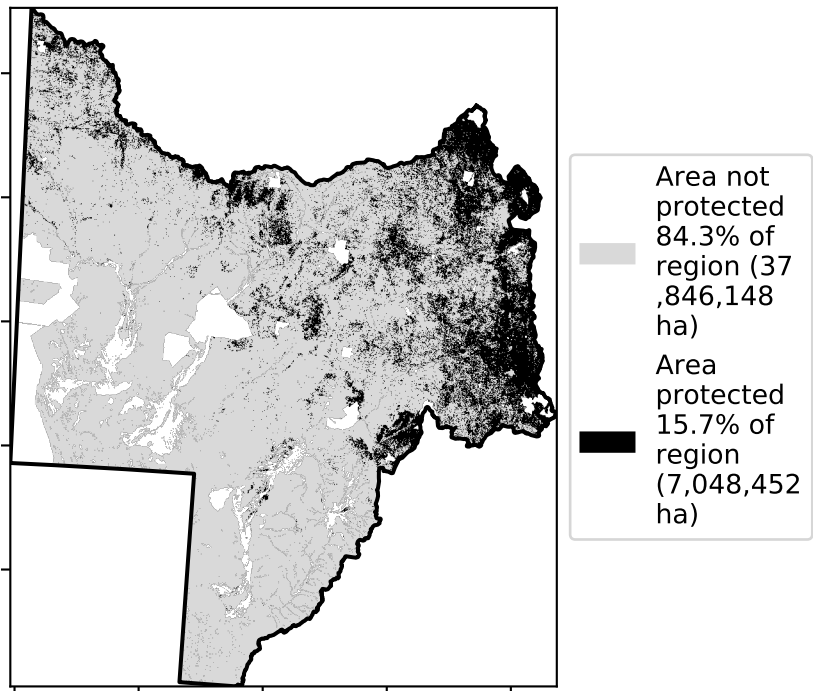 Area not
protected
84.3% of
region (37
,846,148
ha)
Area
protected
15.7% of
region
(7,048,452
ha)